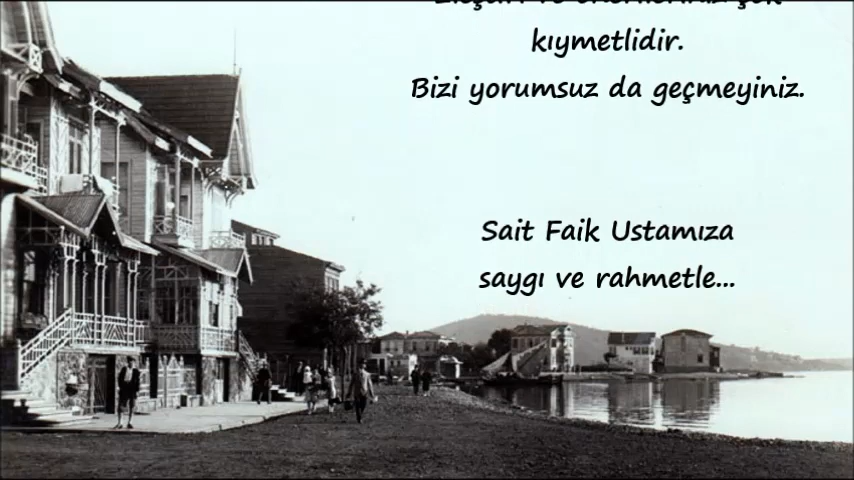 kıymetlidir.
Bizi yorumsuz da geçmeyiniz.
Sait Faik Ustamıza
saygı ve rahmetle...